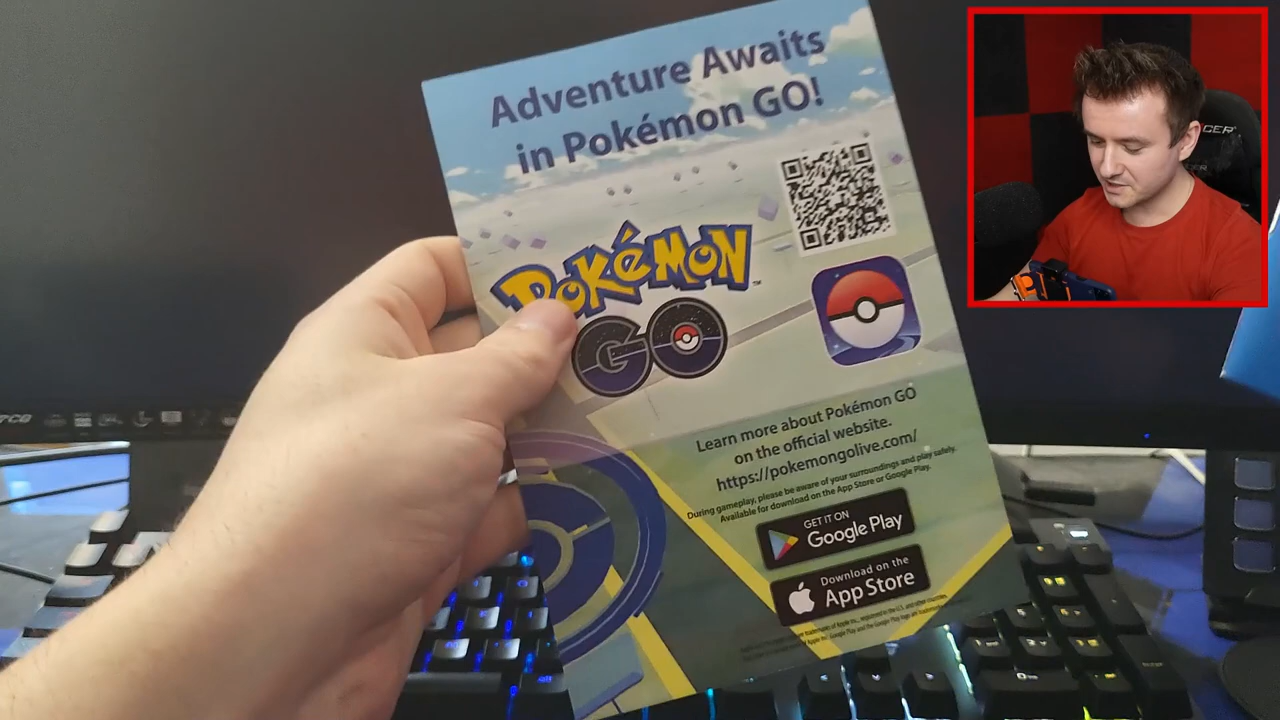 Adventure Awaits
in Pokémon GO!
POKéMON
GO
Learn more about Pokémon GO
on the official website.
https://pokemongolive.com/
During gameplay, please be aware of your surroundings and play safely.
Available for download on the App Store or Google Play.
GET IT ON
Google Play
Download on the
App Store